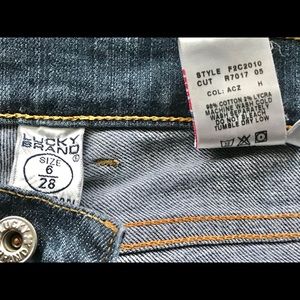 STYLE F2C2010
CUT R7017 05
COL: ACZ H
98% COTTON 2% LYCRA
MACHINE WASH COLD
WASH SEPARATELY
DO NOT BLEACH
TUMBLE DRY LOW
LUCKY
BRAND
SIZE
6
28